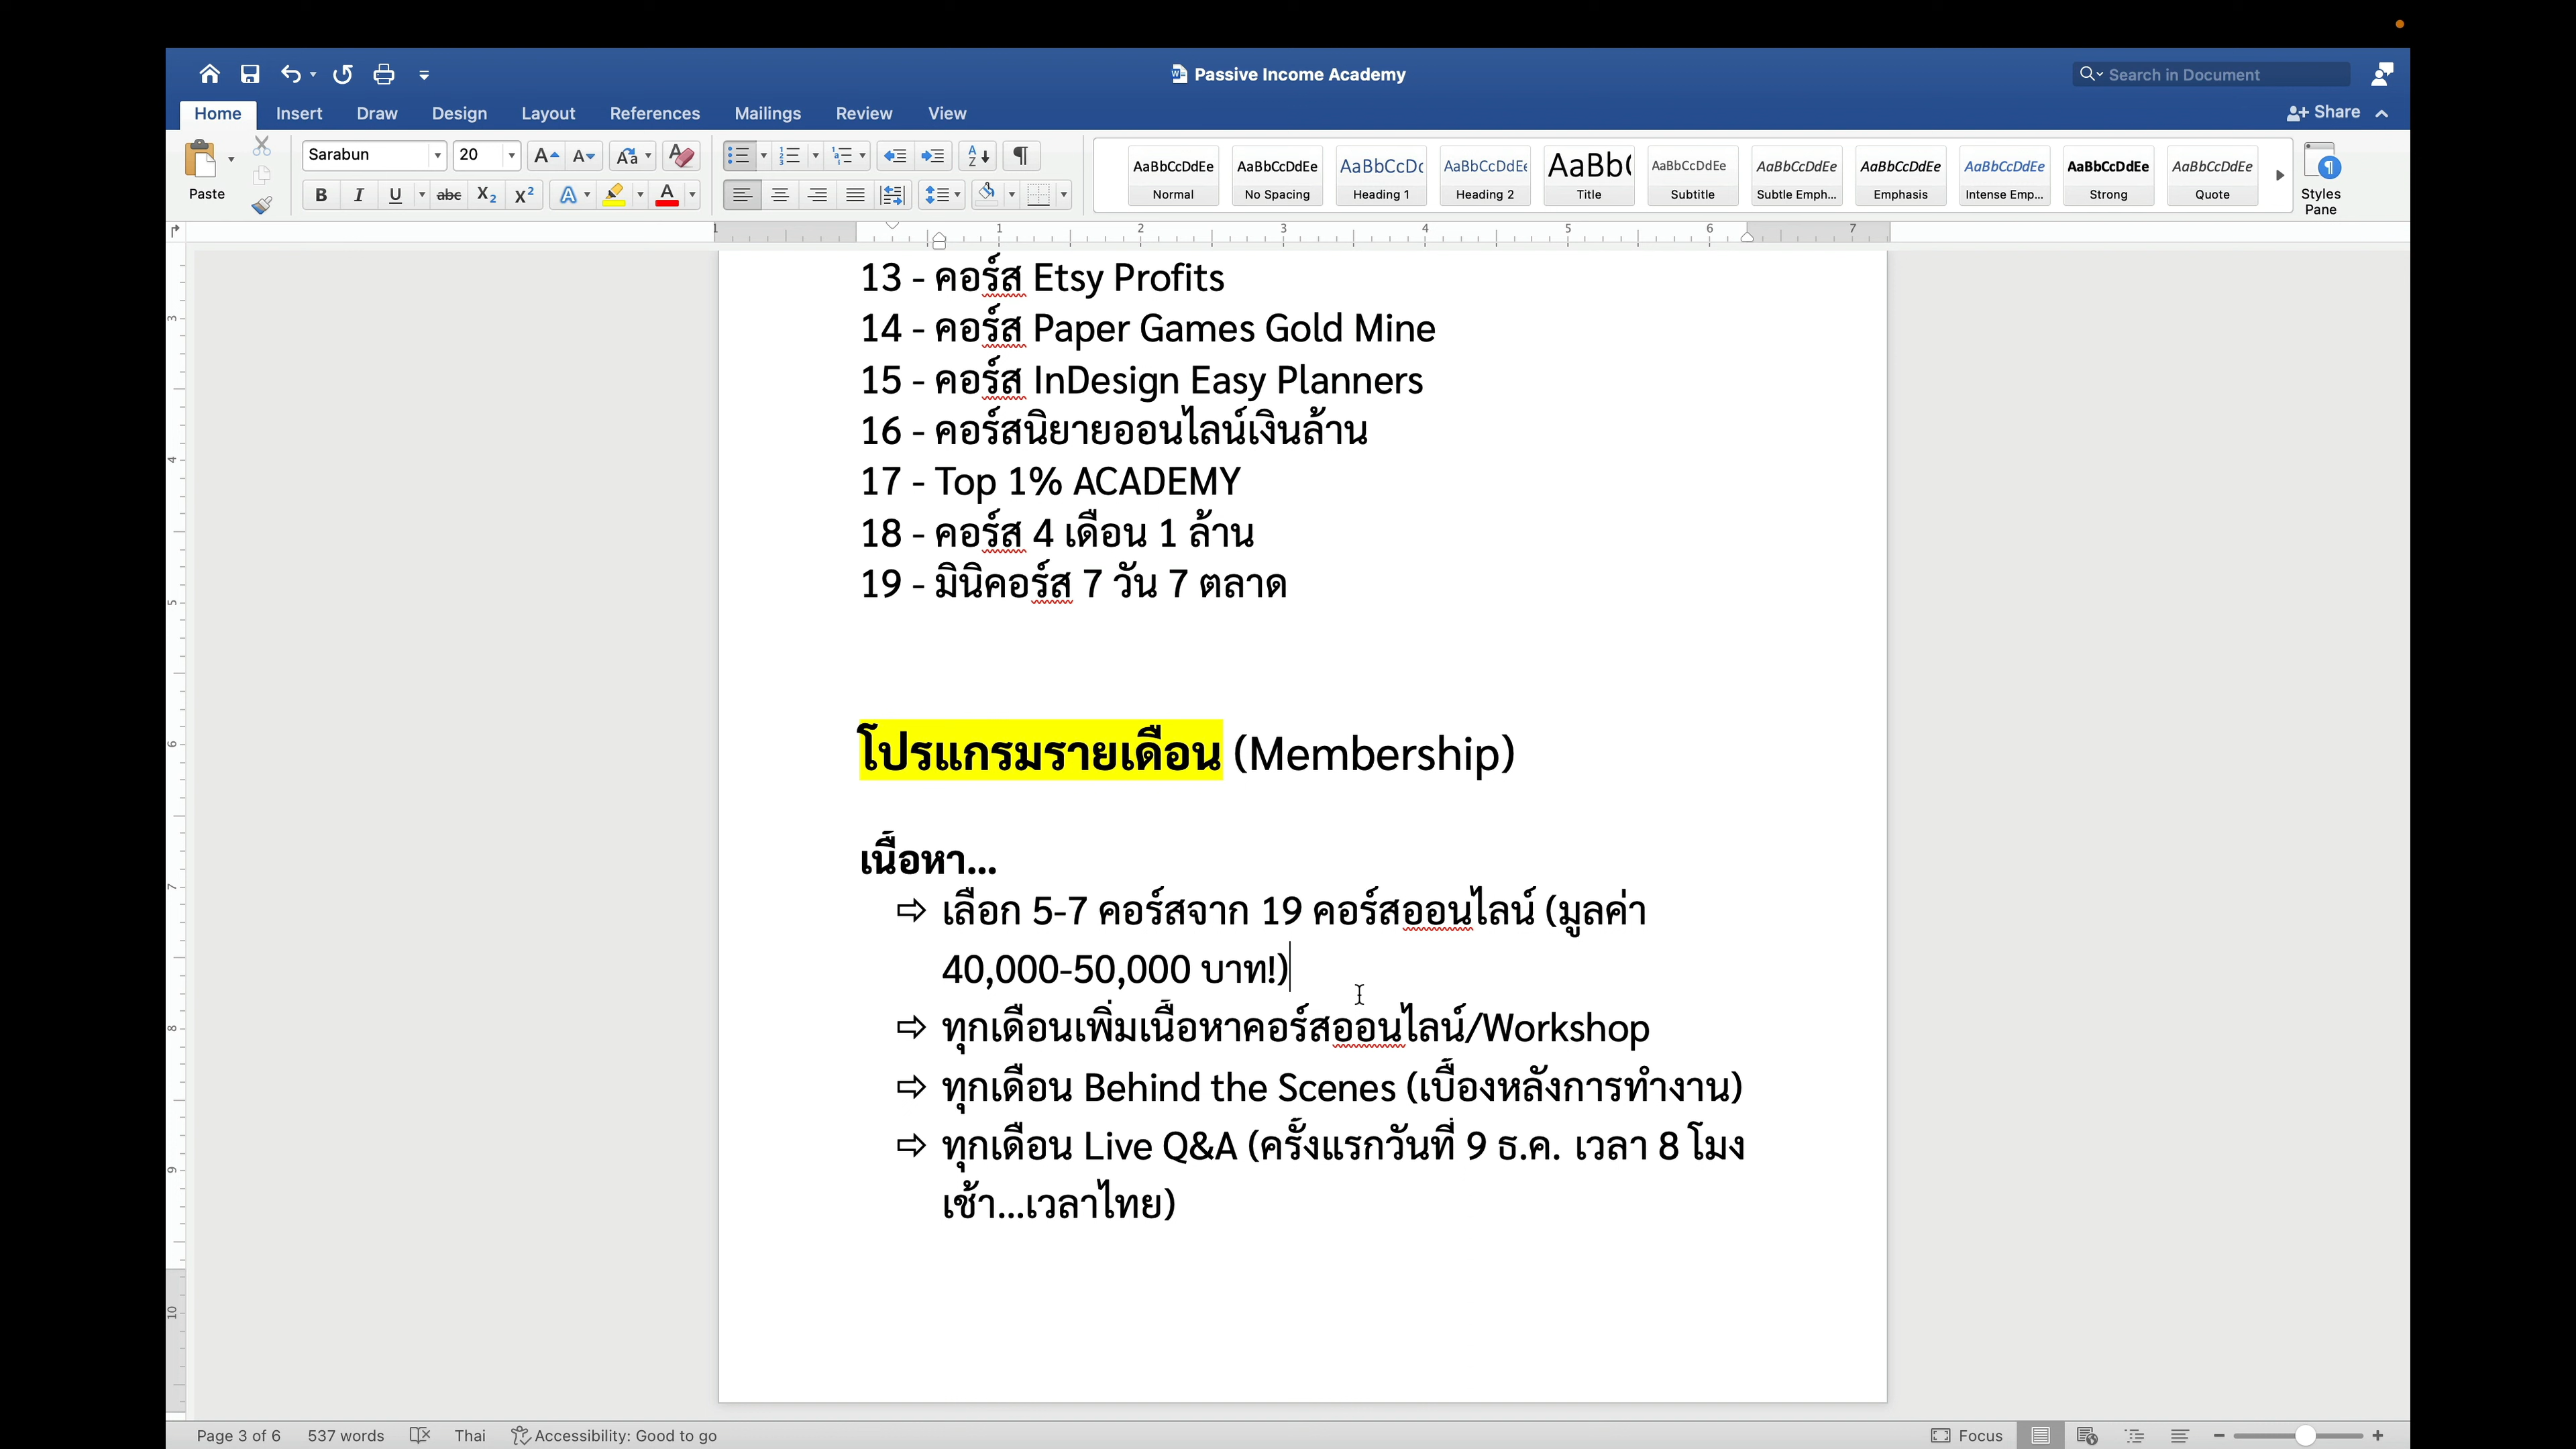 Passive Income Academy
Search in Document
Home Insert Draw Design Layout References Mailings Review View
Share
Paste
Sarabun 20
AaBbCcDdEe AaBbCcDdEe AaBbCcDc AaBbCcDdEe AaBb( AaBbCcDdEe AaBbCcDdEe AaBbCcDdEe AaBbCcDdEe AaBbCcDdEe AaBbCcDdEe
Normal No Spacing Heading 1 Heading 2 Title Subtitle Subtle Emph... Emphasis Intense Emp... Strong Quote
Styles
Pane
1 1 2 3 4 5 6 7
13 - คอร์ส Etsy Profits
14 - คอร์ส Paper Games Gold Mine
15 - คอร์ส InDesign Easy Planners
16 - คอร์สนิยายออนไลน์เงินล้าน
17 - Top 1% ACADEMY
18 - คอร์ส 4 เดือน 1 ล้าน
19 - มินิคอร์ส 7 วัน 7 ตลาด
โปรแกรมรายเดือน (Membership)
เนื้อหา...
⇨ เลือก 5-7 คอร์สจาก 19 คอร์สออนไลน์ (มูลค่า
40,000-50,000 บาท!)
⇨ ทุกเดือนเพิ่มเนื้อหาคอร์สออนไลน์/Workshop
⇨ ทุกเดือน Behind the Scenes (เบื้องหลังการทำงาน)
⇨ ทุกเดือน Live Q&A (ครั้งแรกวันที่ 9 ธ.ค. เวลา 8 โมง
เช้า...เวลาไทย)
Page 3 of 6 537 words Thai Accessibility: Good to go Focus